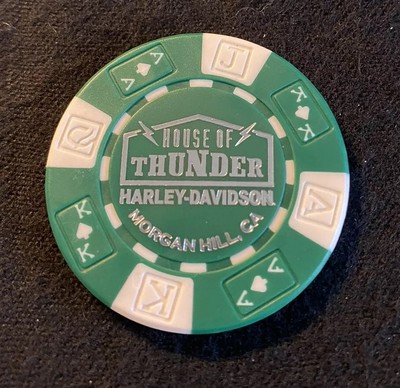 HOUSE OF
THUNDER
HARLEY-DAVIDSON
MORGAN HILL, CA
J
K K
A
A A
K
K K
Q
A A